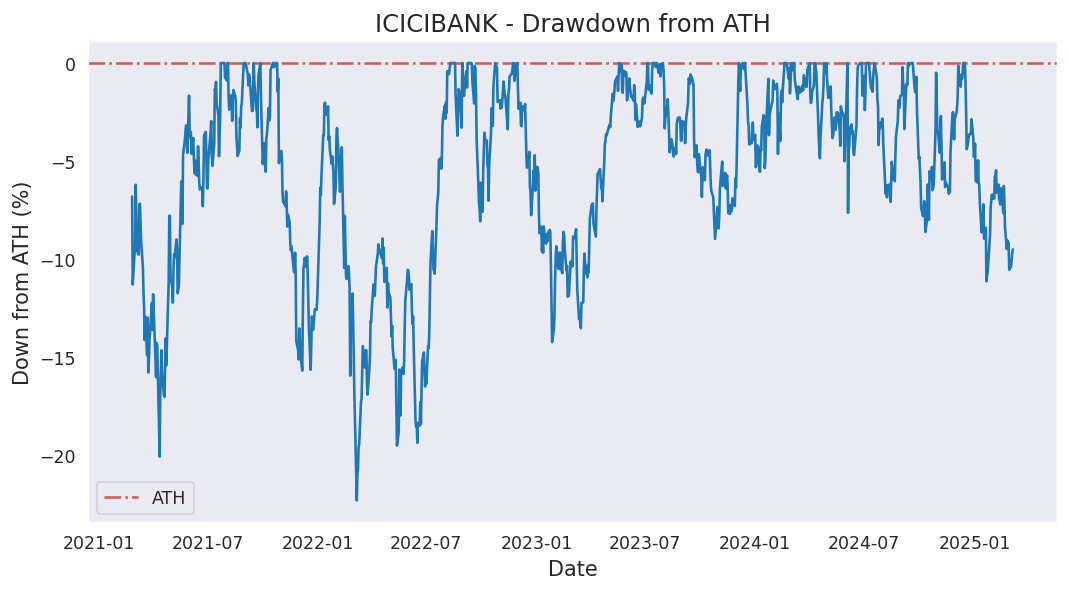 ICICIBANK - Drawdown from ATH
Down from ATH (%)
0
−5
−10
−15
−20
ATH
2021-01 2021-07 2022-01 2022-07 2023-01 2023-07 2024-01 2024-07 2025-01
Date